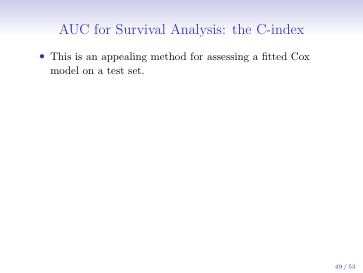 AUC for Survival Analysis: the C-index
• This is an appealing method for assessing a fitted Cox
model on a test set.
49 / 53